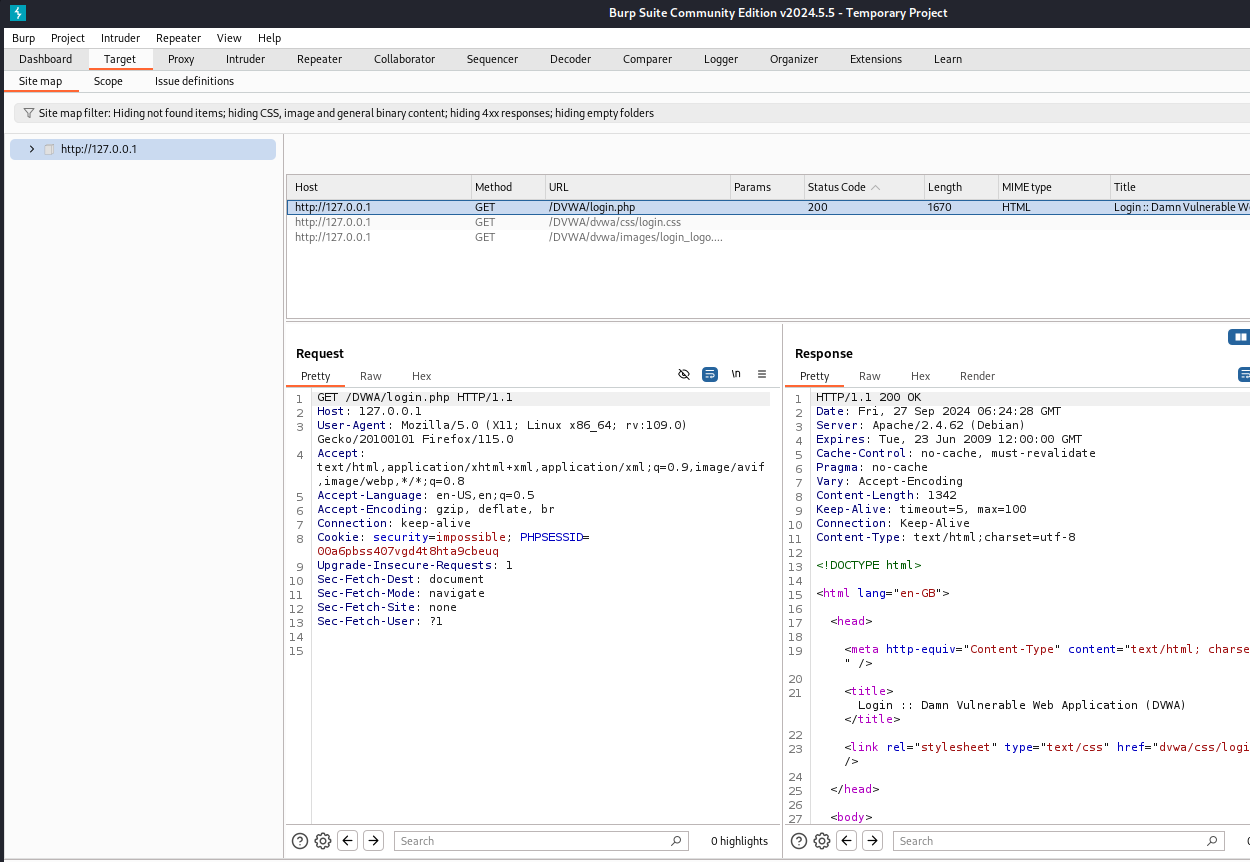 Burp Suite Community Edition v2024.5.5 - Temporary Project
Burp Project Intruder Repeater View Help
Dashboard Target Proxy Intruder Repeater Collaborator Sequencer Decoder Comparer Logger Organizer Extensions Learn
Site map Scope Issue definitions
Site map filter: Hiding not found items; hiding CSS, image and general binary content; hiding 4xx responses; hiding empty folders
http://127.0.0.1
Host Method URL Params Status Code Length MIME type Title
http://127.0.0.1 GET /DVWA/login.php 200 1670 HTML Login :: Damn Vulnerable W
http://127.0.0.1 GET /DVWA/dvwa/css/login.css
http://127.0.0.1 GET /DVWA/dvwa/images/login_logo....
Request
Pretty Raw Hex \n
1 GET /DVWA/login.php HTTP/1.1
2 Host: 127.0.0.1
3 User-Agent: Mozilla/5.0 (X11; Linux x86_64; rv:109.0)
Gecko/20100101 Firefox/115.0
4 Accept:
text/html,application/xhtml+xml,application/xml;q=0.9,image/avif
,image/webp,*/*;q=0.8
5 Accept-Language: en-US,en;q=0.5
6 Accept-Encoding: gzip, deflate, br
7 Connection: keep-alive
8 Cookie: security=impossible; PHPSESSID=
00a6pbss407vgd4t8hta9cbeuq
9 Upgrade-Insecure-Requests: 1
10 Sec-Fetch-Dest: document
11 Sec-Fetch-Mode: navigate
12 Sec-Fetch-Site: none
13 Sec-Fetch-User: ?1
14
15
Search 0 highlights
Response
Pretty Raw Hex Render
1 HTTP/1.1 200 OK
2 Date: Fri, 27 Sep 2024 06:24:28 GMT
3 Server: Apache/2.4.62 (Debian)
4 Expires: Tue, 23 Jun 2009 12:00:00 GMT
5 Cache-Control: no-cache, must-revalidate
6 Pragma: no-cache
7 Vary: Accept-Encoding
8 Content-Length: 1342
9 Keep-Alive: timeout=5, max=100
10 Connection: Keep-Alive
11 Content-Type: text/html;charset=utf-8
12
13 <!DOCTYPE html>
14
15 <html lang="en-GB">
16
17 <head>
18
19 <meta http-equiv="Content-Type" content="text/html; charse
" />
20
21 <title>
Login :: Damn Vulnerable Web Application (DVWA)
</title>
22
23 <link rel="stylesheet" type="text/css" href="dvwa/css/logi
/>
24
25 </head>
26
27 <body>
Search